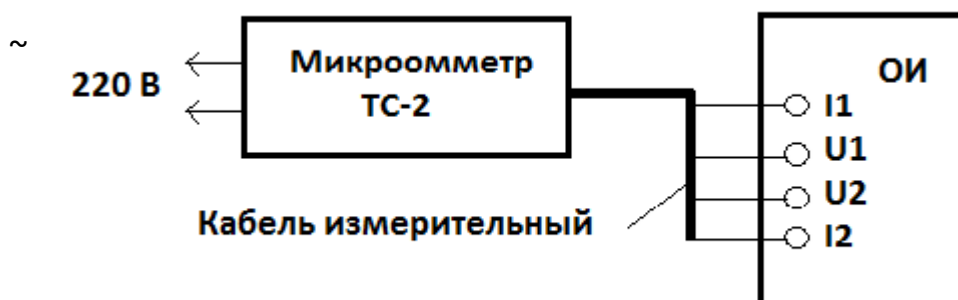 ~
220 В
Микроомметр
ТС-2
ОИ
I1
U1
U2
I2
Кабель измерительный